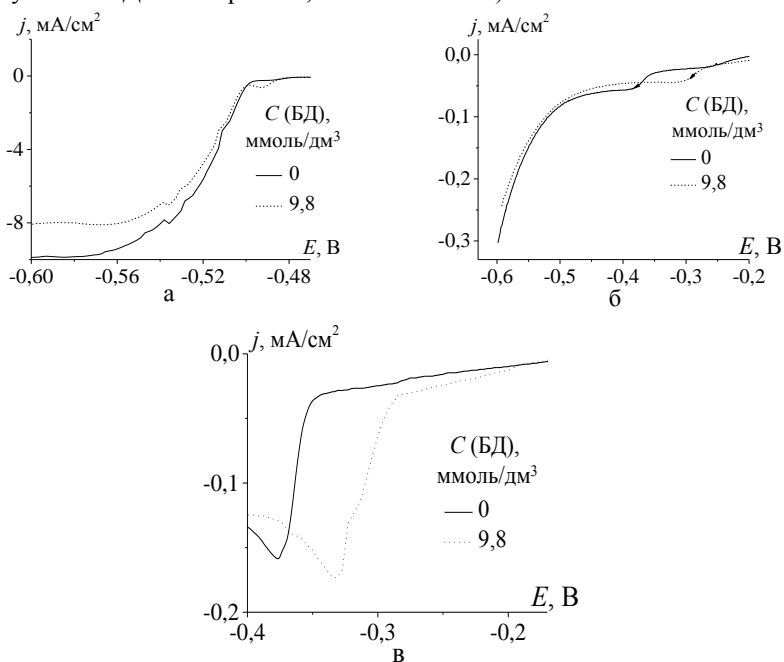 j, мА/см²
0
-4
-8
C (БД),
ммоль/дм³
0
9,8
E, В
-0,60 -0,56 -0,52 -0,48
а
j, мА/см²
0,0
-0,1
-0,2
-0,3
C (БД),
ммоль/дм³
0
9,8
E, В
-0,6 -0,5 -0,4 -0,3 -0,2
б
j, мА/см²
0,0
-0,1
-0,2
C (БД),
ммоль/дм³
0
9,8
E, В
-0,4 -0,3 -0,2
в